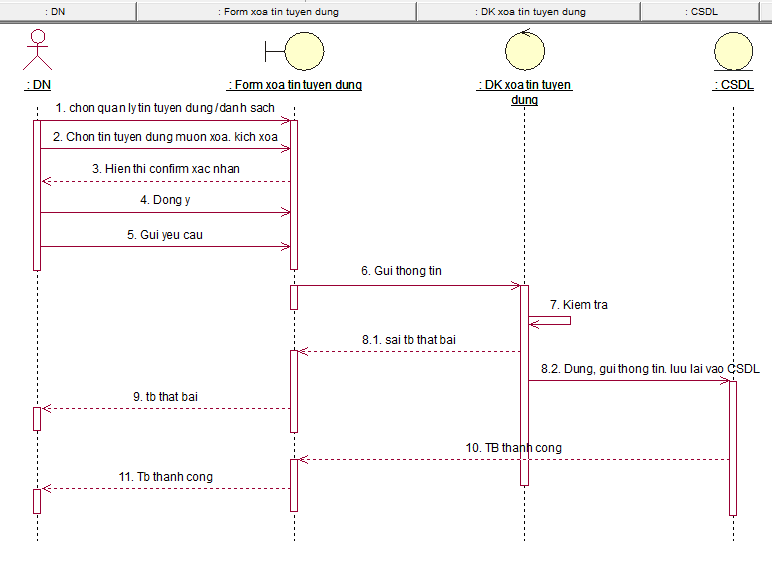 : DN
: Form xoa tin tuyen dung
: DK xoa tin tuyen dung
: CSDL
: DN
: Form xoa tin tuyen dung
: DK xoa tin tuyen
dung
: CSDL
1. chon quan ly tin tuyen dung/danh sach
2. Chon tin tuyen dung muon xoa. kich xoa
3. Hien thi confirm xac nhan
4. Dong y
5. Gui yeu cau
6. Gui thong tin
7. Kiem tra
8.1. sai tb that bai
8.2. Dung, gui thong tin. luu lai vao CSDL
9. tb that bai
10. TB thanh cong
11. Tb thanh cong